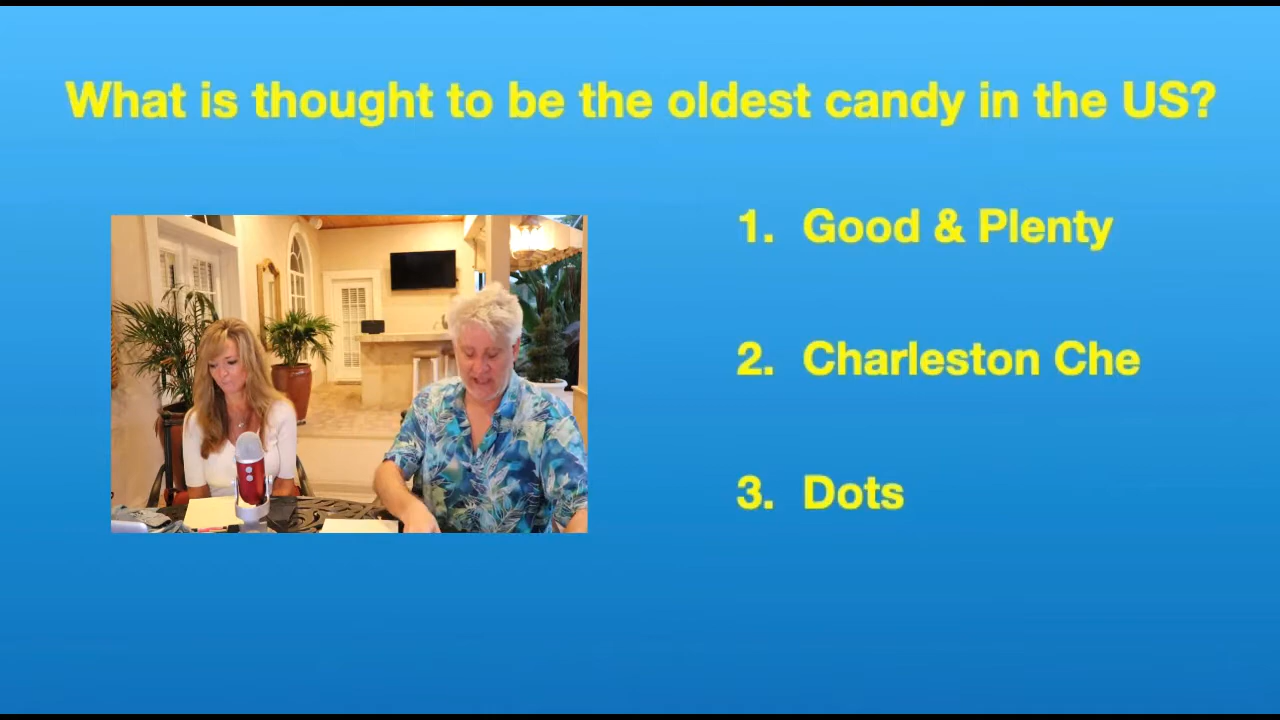 What is thought to be the oldest candy in the US?
1. Good & Plenty
2. Charleston Che
3. Dots